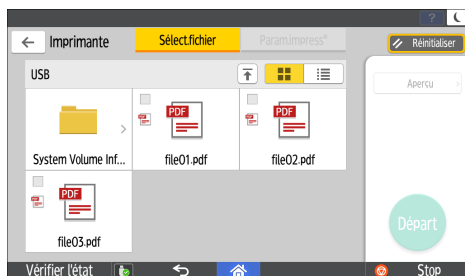 ?
Imprimante
Sélect.fichier
Param.impress°
Réinitialiser
USB
Aperçu
System Volume Inf...
PDF
file01.pdf
PDF
file02.pdf
PDF
file03.pdf
Départ
Vérifier l'état
Stop